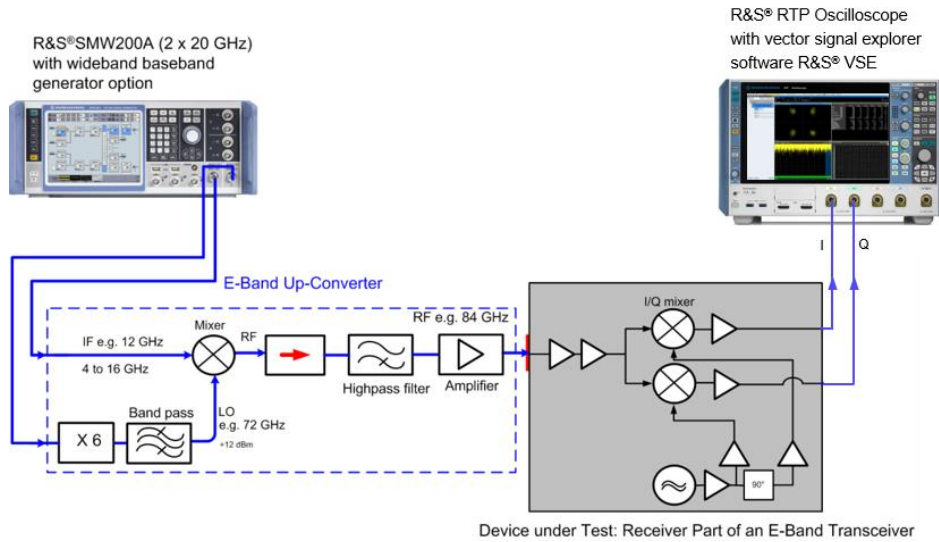 R&S®SMW200A (2 x 20 GHz)
with wideband baseband
generator option
R&S® RTP Oscilloscope
with vector signal explorer
software R&S® VSE
I
Q
E-Band Up-Converter
IF e.g. 12 GHz
4 to 16 GHz
Mixer
RF
RF e.g. 84 GHz
Highpass filter
Amplifier
I/Q mixer
X 6
Band pass
LO
e.g. 72 GHz
+12 dBm
90°
Device under Test: Receiver Part of an E-Band Transceiver